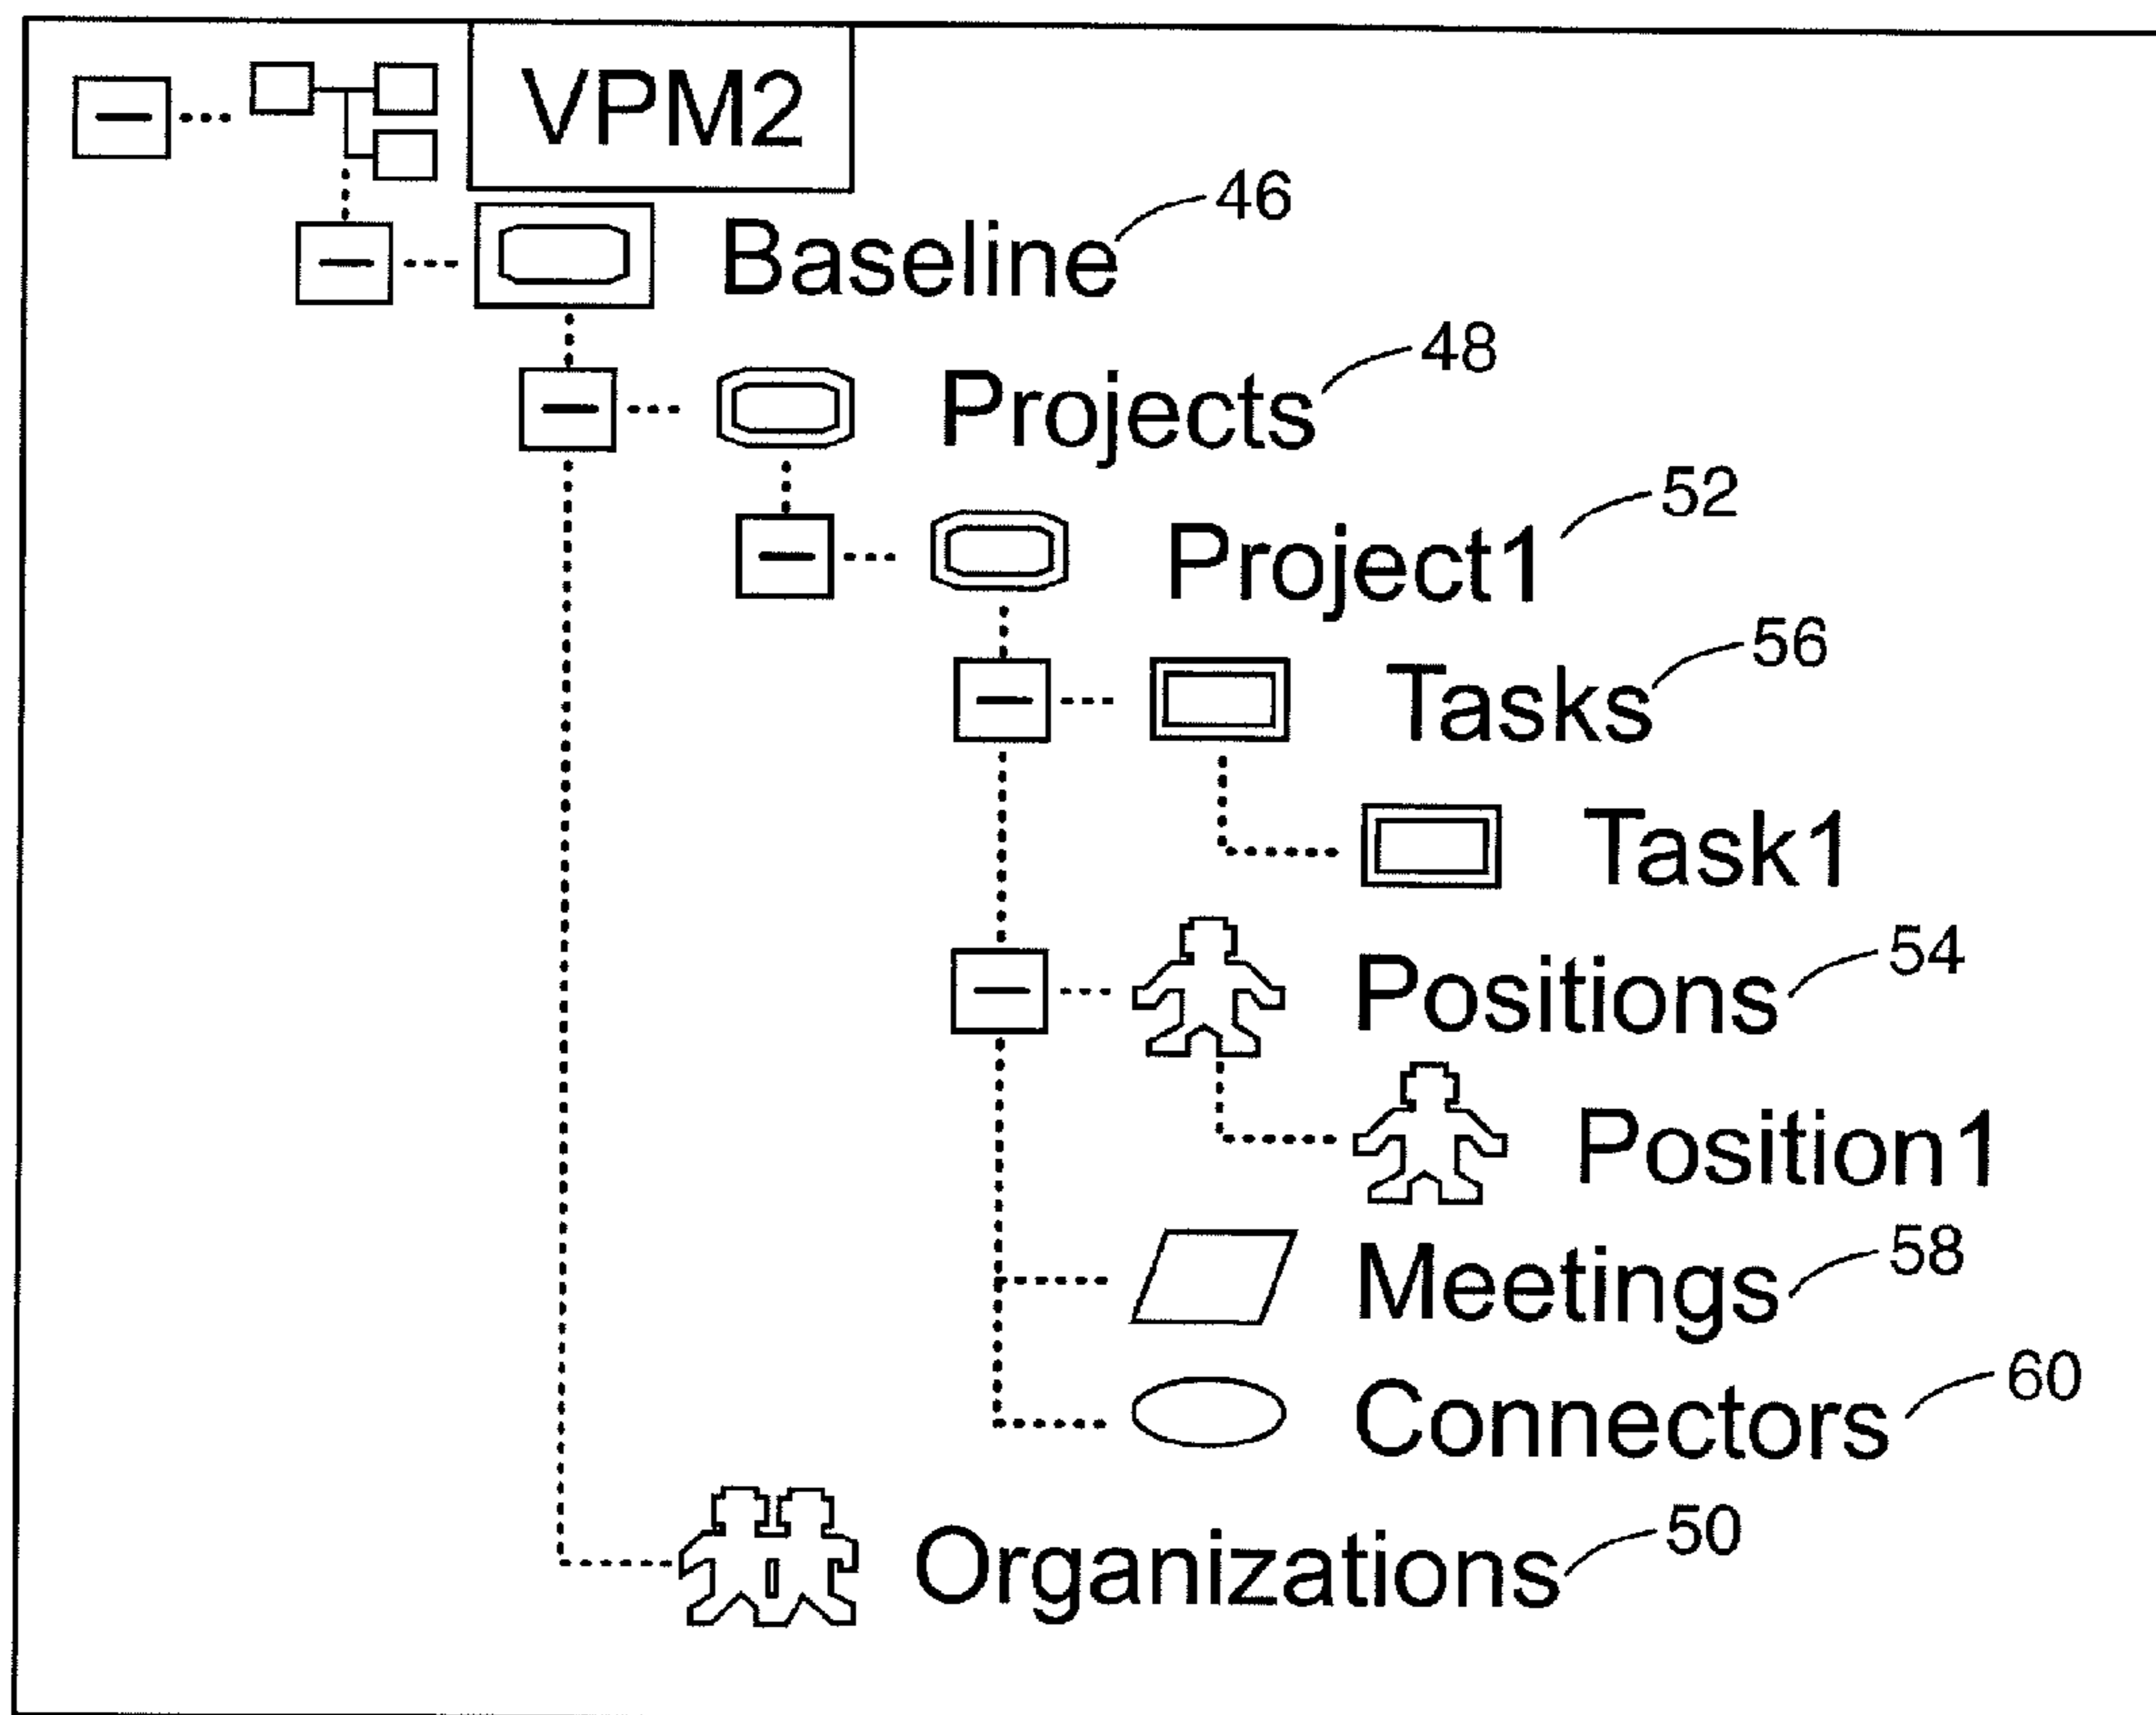 VPM2
Baseline 46
Projects 48
Project1 52
Tasks 56
Task1
Positions 54
Position1
Meetings 58
Connectors 60
Organizations 50